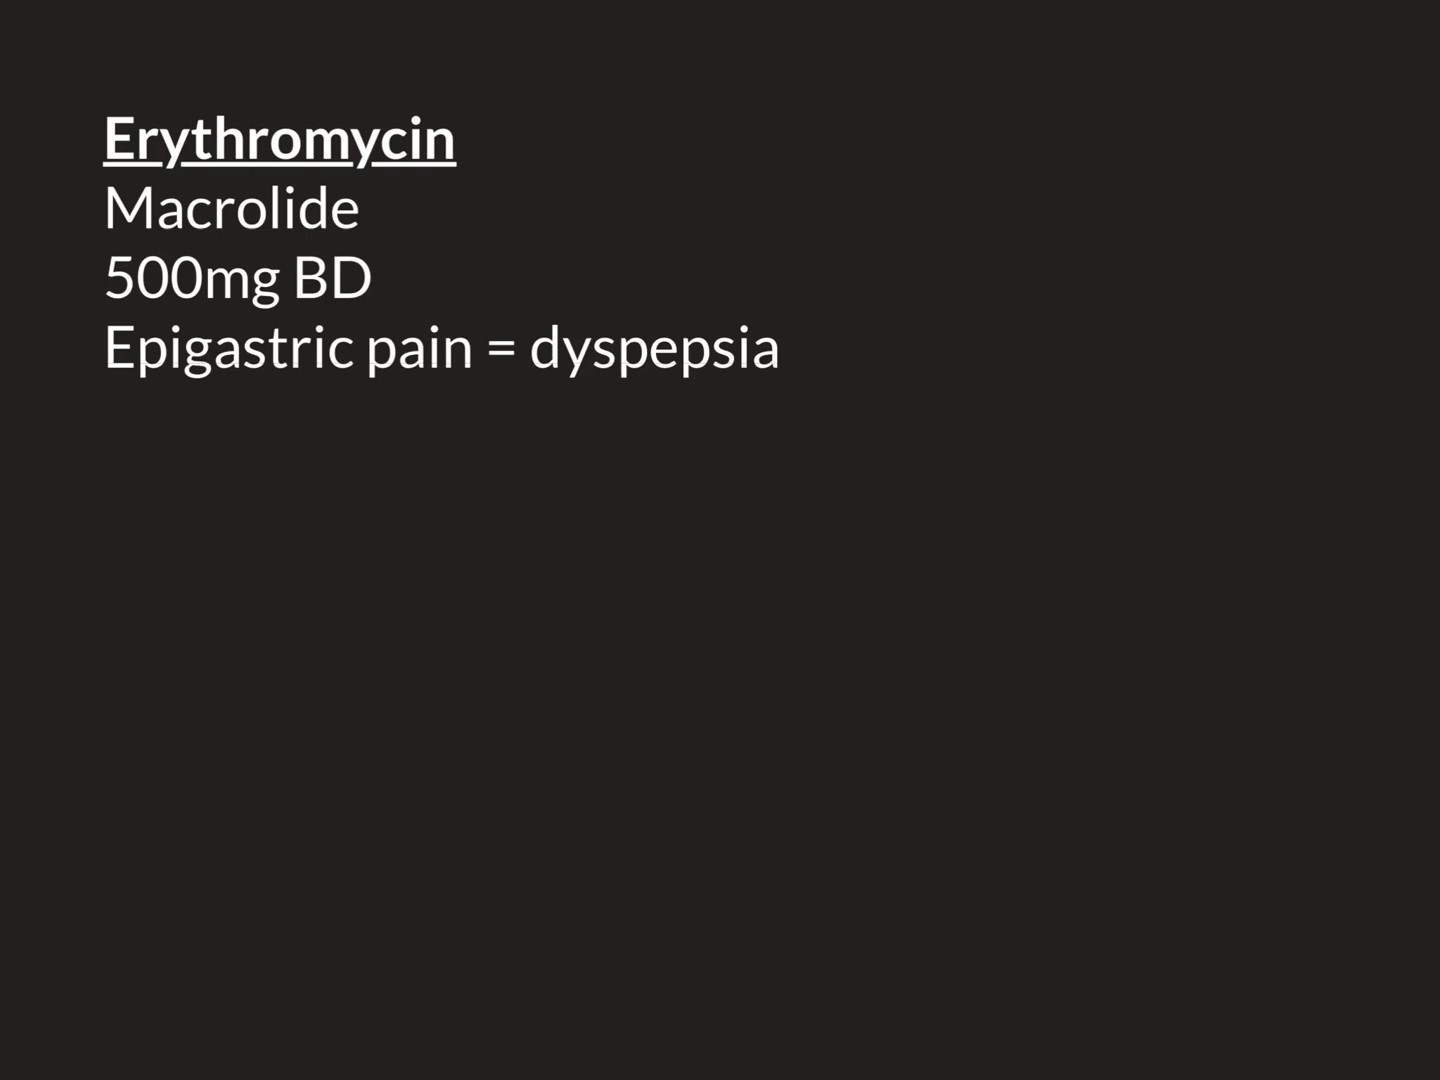 Erythromycin
Macrolide
500mg BD
Epigastric pain = dyspepsia